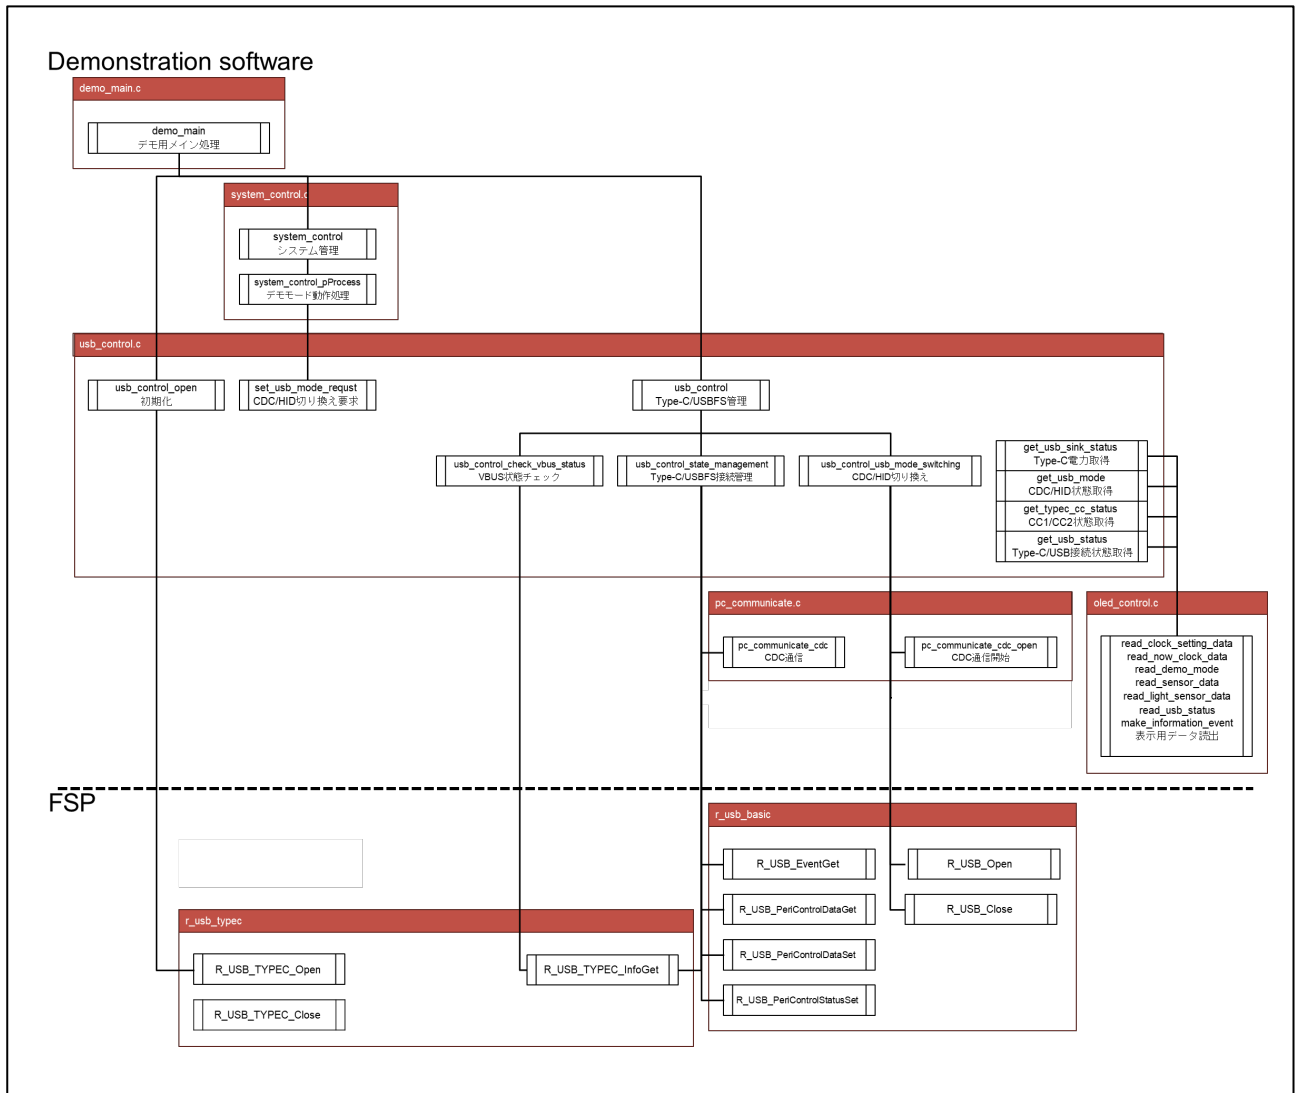 Demonstration software
demo_main.c
demo_main
デモ用メイン処理
system_control.c
system_control
システム管理
system_control_pProcess
デモモード動作処理
usb_control.c
usb_control_open
初期化
set_usb_mode_requst
CDC/HID切り換え要求
usb_control
Type-C/USBFS管理
usb_control_check_vbus_status
VBUS状態チェック
usb_control_state_management
Type-C/USBFS接続管理
usb_control_usb_mode_switching
CDC/HID切り換え
get_usb_sink_status
Type-C電力取得
get_usb_mode
CDC/HID状態取得
get_typec_cc_status
CC1/CC2状態取得
get_usb_status
Type-C/USB接続状態取得
pc_communicate.c
pc_communicate_cdc
CDC通信
pc_communicate_cdc_open
CDC通信開始
oled_control.c
read_clock_setting_data
read_now_clock_data
read_demo_mode
read_sensor_data
read_light_sensor_data
read_usb_status
make_information_event
表示用データ読出
FSP
r_usb_basic
R_USB_EventGet
R_USB_Open
R_USB_PeriControlDataGet
R_USB_Close
R_USB_PeriControlDataSet
R_USB_PeriControlStatusSet
r_usb_typec
R_USB_TYPEC_Open
R_USB_TYPEC_InfoGet
R_USB_TYPEC_Close